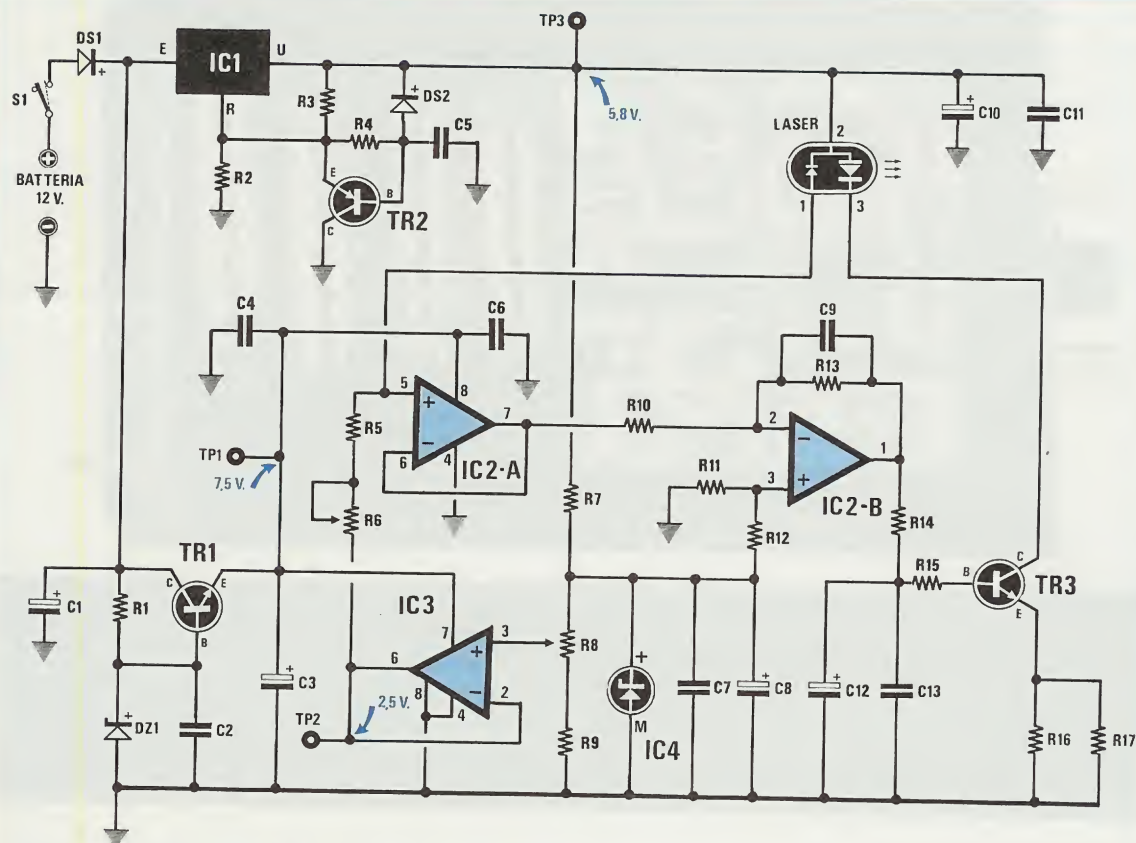 TP3
DS1
E
IC1
U
R
S1
R3
DS2
R4
C5
5,8 V.
C10
C11
LASER
2
1
3
BATTERIA
12 V.
R2
E
B
C
TR2
C4
C6
C9
R13
5
+
8
7
−
6
4
IC2-A
R5
R10
2
−
1
3
+
IC2-B
R11
R12
R14
TP1
7,5 V.
R6
R7
TR1
C
E
B
C1
R1
IC3
7
3
+
6
−
2
8
4
R8
R15
B
C
E
TR3
+
M
IC4
C7
+
C8
+
C12
C13
+
C3
TP2
2,5 V.
R9
+
DZ1
C2
R16
R17